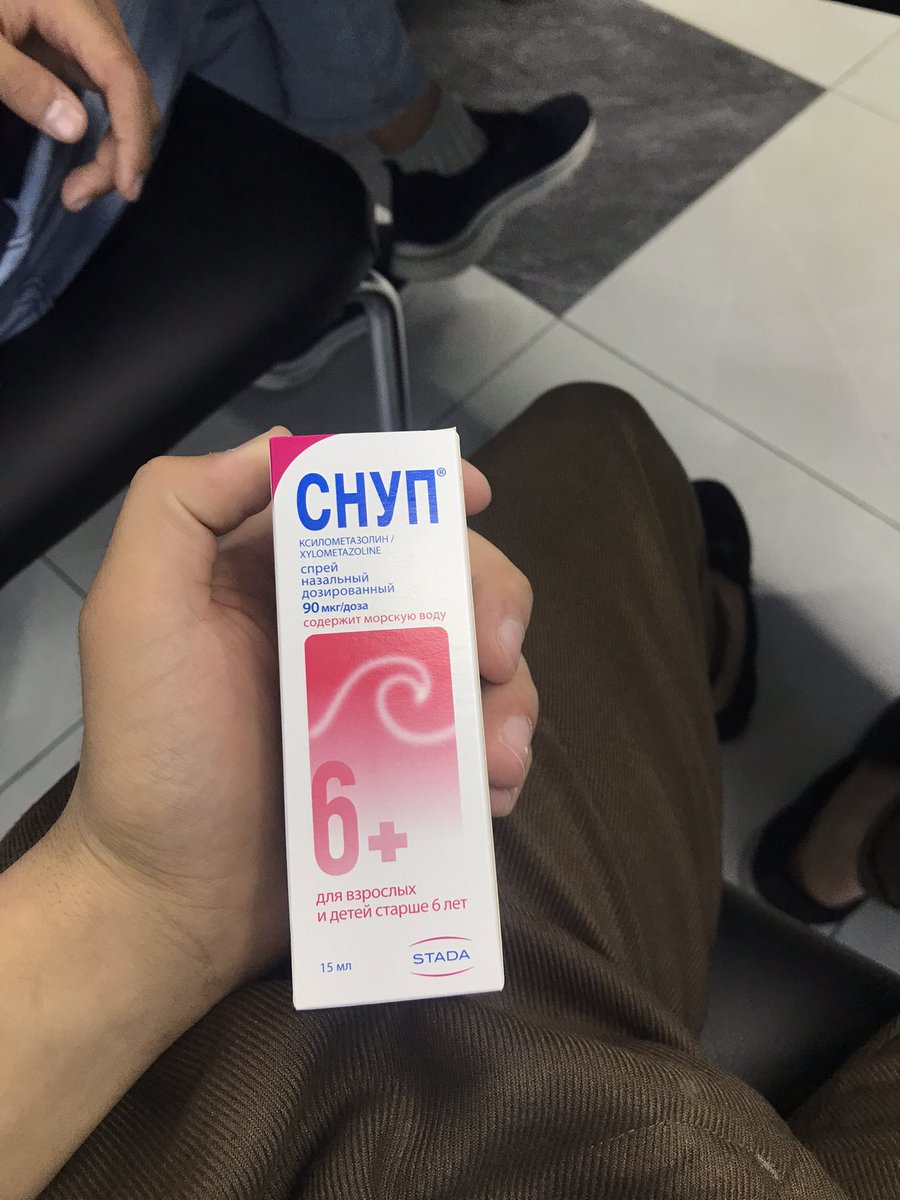 СНУП®
КСИЛОМЕТАЗОЛИН /
XYLOMETAZOLINE
спрей
назальный
дозированный
90 мкг/доза
содержит морскую воду
6+
для взрослых
и детей старше 6 лет
15 мл
STADA